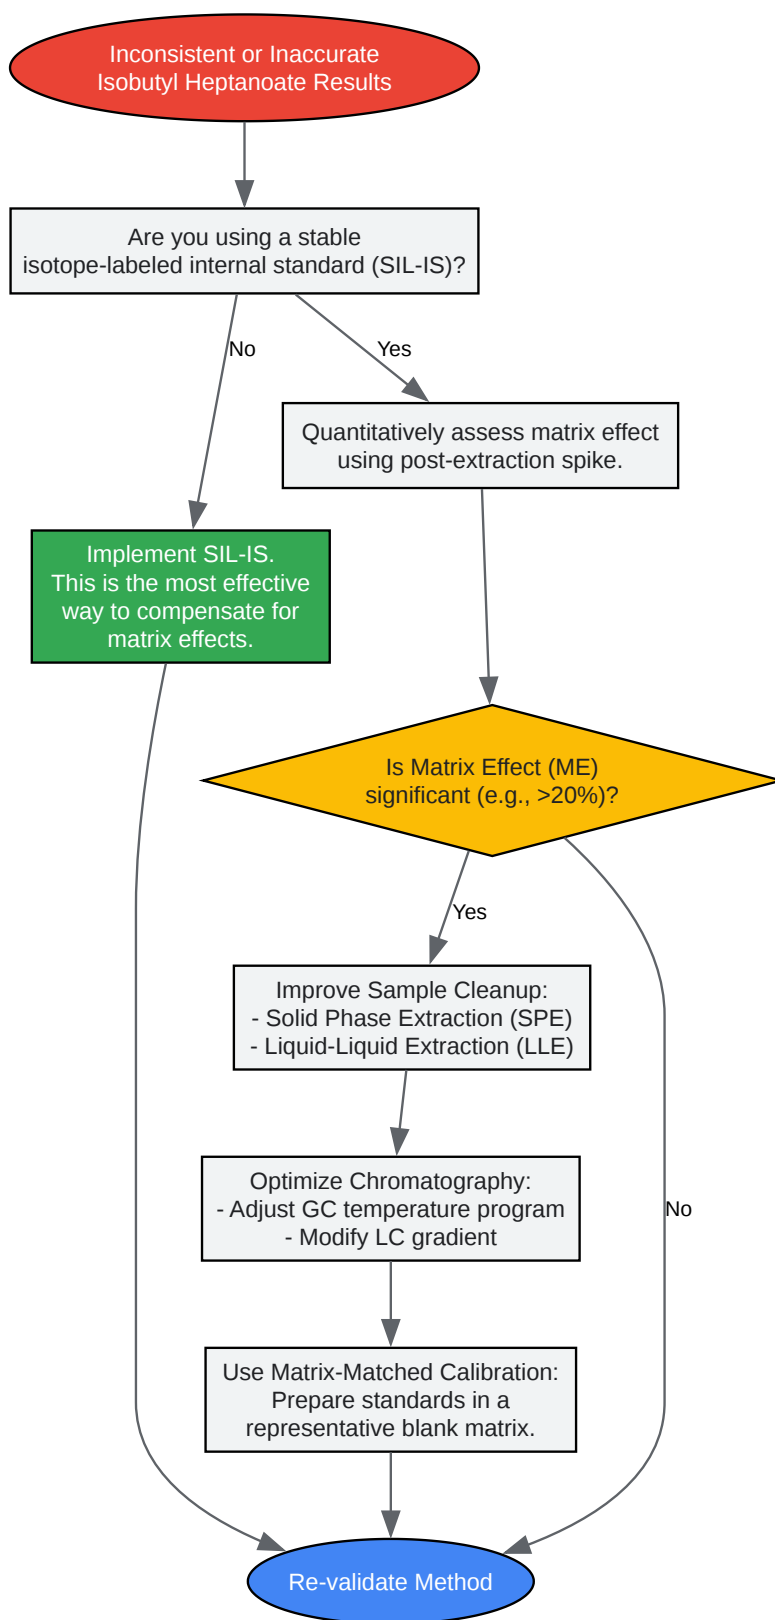 Inconsistent or Inaccurate
Isobutyl Heptanoate Results
Are you using a stable
isotope-labeled internal standard (SIL-IS)?
No
Yes
Quantitatively assess matrix effect
using post-extraction spike.
Implement SIL-IS.
This is the most effective
way to compensate for
matrix effects.
Is Matrix Effect (ME)
significant (e.g., >20%)?
Yes
Improve Sample Cleanup:
- Solid Phase Extraction (SPE)
- Liquid-Liquid Extraction (LLE)
Optimize Chromatography:
- Adjust GC temperature program
- Modify LC gradient
No
Use Matrix-Matched Calibration:
Prepare standards in a
representative blank matrix.
Re-validate Method